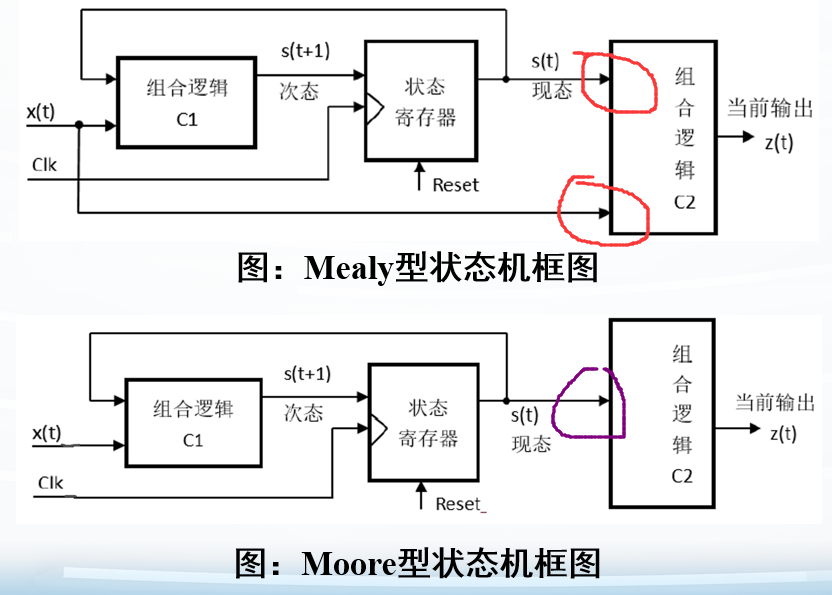 s(t+1)
次态
组合逻辑
C1
状态
寄存器
s(t)
现态
组合逻辑
C2
当前输出
z(t)
x(t)
Clk
Reset
图：Mealy型状态机框图
s(t+1)
次态
组合逻辑
C1
状态
寄存器
s(t)
现态
组合逻辑
C2
当前输出
z(t)
x(t)
Clk
Reset_
图：Moore型状态机框图